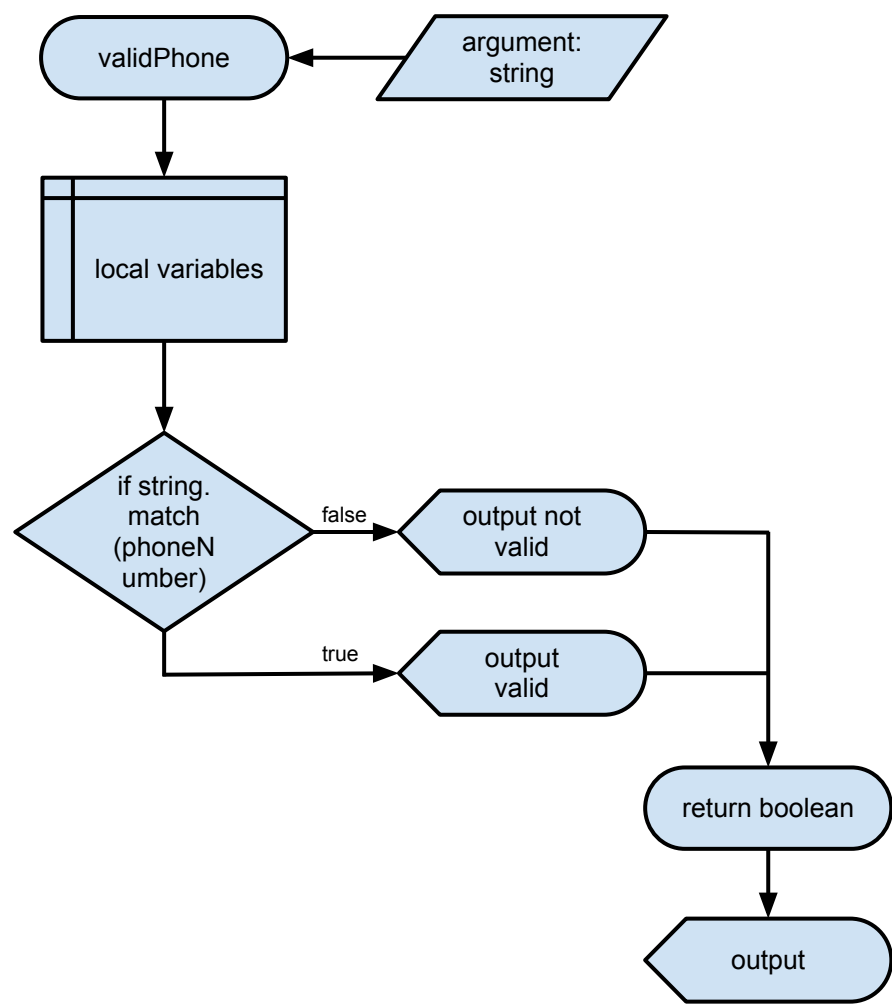 validPhone
argument:
string
local variables
if string.
match
(phoneN
umber)
false
output not
valid
true
output
valid
return boolean
output